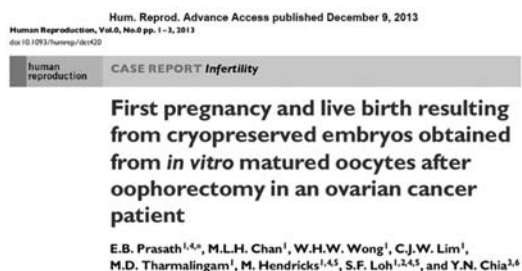 Hum. Reprod. Advance Access published December 9, 2013
Human Reproduction, Vol.0, No.0 pp. 1–3, 2013
doi:10.1093/humrep/det420
human
reproduction
CASE REPORT Infertility
First pregnancy and live birth resulting
from cryopreserved embryos obtained
from in vitro matured oocytes after
oophorectomy in an ovarian cancer
patient
E.B. Prasath1,4,*, M.L.H. Chan1, W.H.W. Wong1, C.J.W. Lim1,
M.D. Tharmalingam1, M. Hendricks1,4,5, S.F. Loh1,2,4,5, and Y.N. Chia3,6